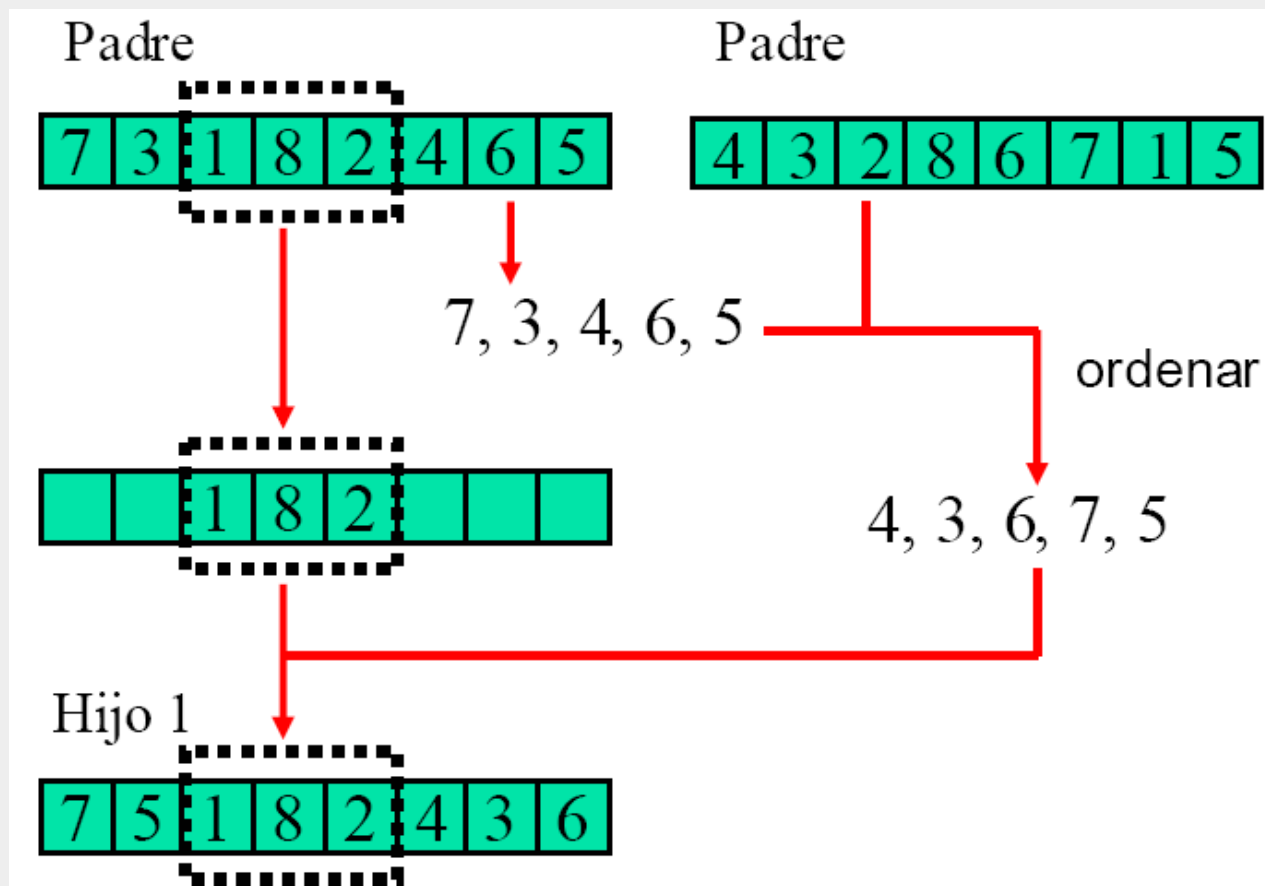 Padre
Padre
7 3 1 8 2 4 6 5
4 3 2 8 6 7 1 5
7, 3, 4, 6, 5
ordenar
1 8 2
4, 3, 6, 7, 5
Hijo 1
7 5 1 8 2 4 3 6